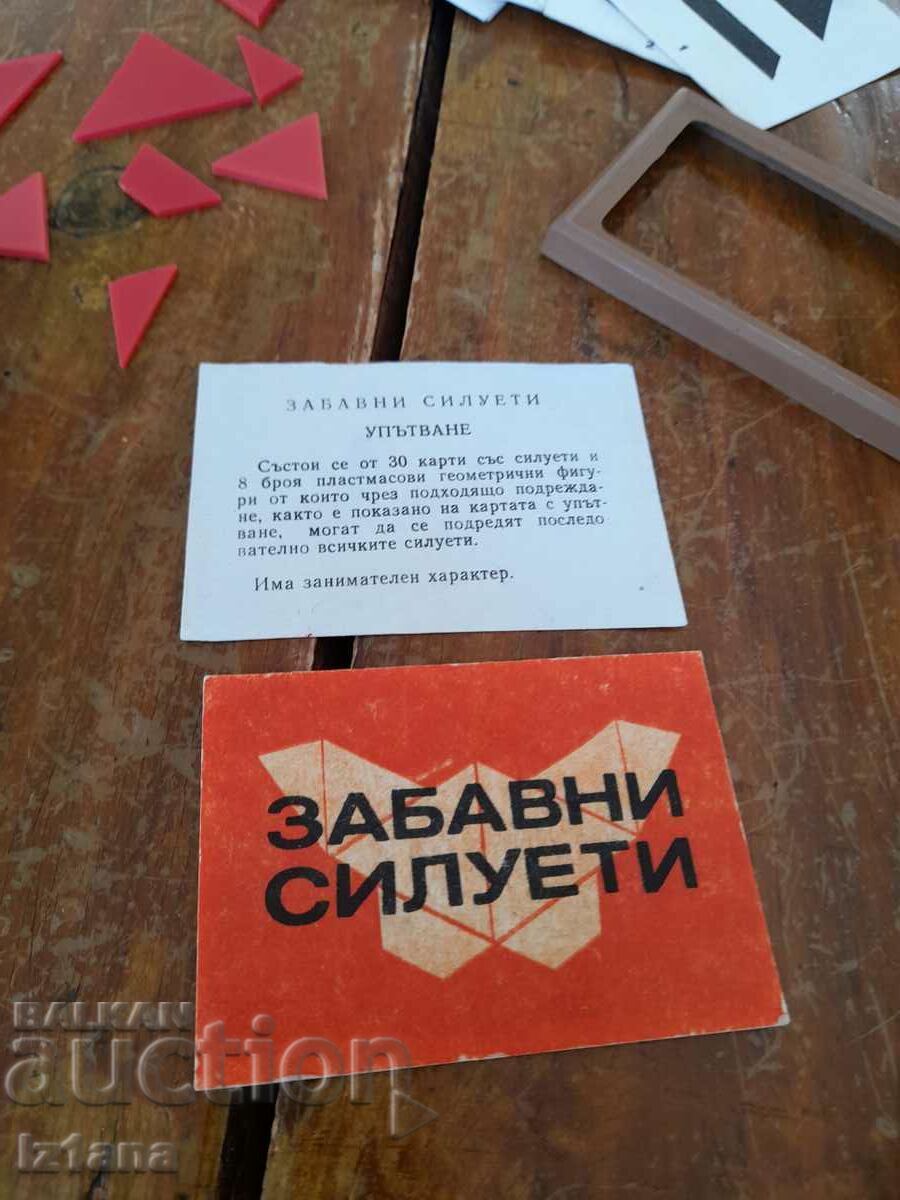 ЗАБАВНИ СИЛУЕТИ
УПЪТВАНЕ
Състои се от 30 карти със силуети и
8 броя пластмасови геометрични фигу-
ри от които чрез подходящо подрежда-
не, както е показано на картата с упът-
ване, могат да се подредят последо
вателно всичките силуети.
Има занимателен характер.
ЗАБАВНИ
СИЛУЕТИ
BALKAN
auction
iz1ana